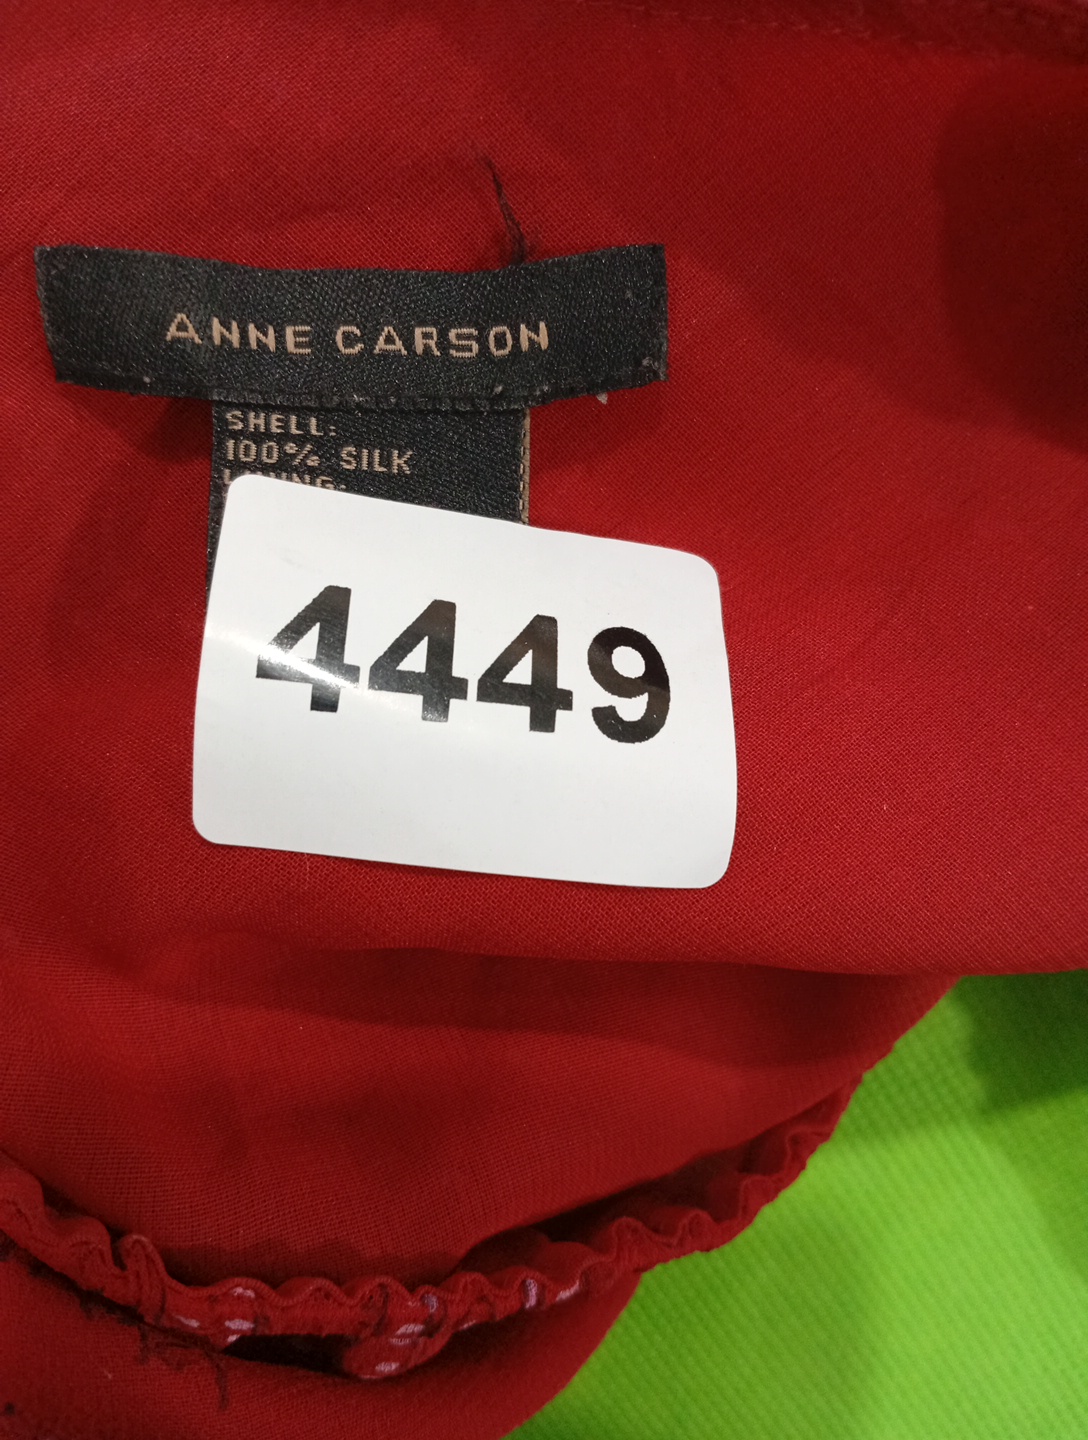 ANNE CARSON
SHELL:
100% SILK
4449